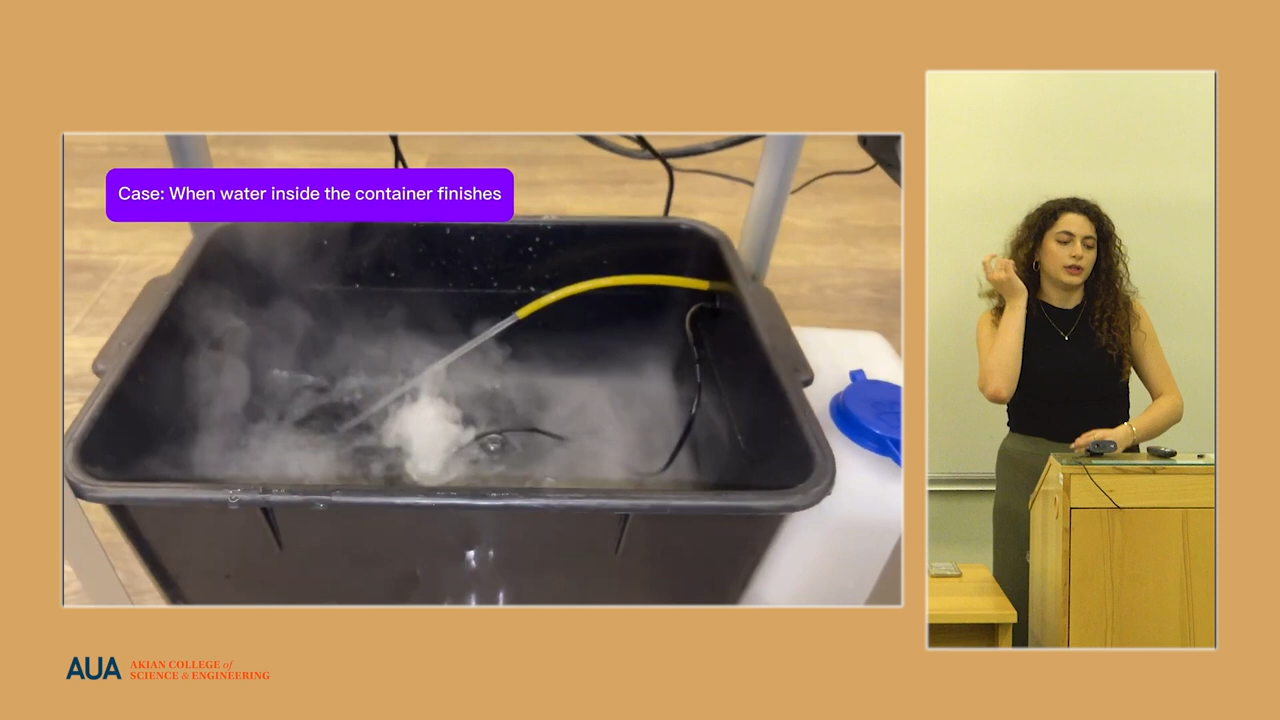 Case: When water inside the container finishes
AUA AKIAN COLLEGE of
SCIENCE & ENGINEERING